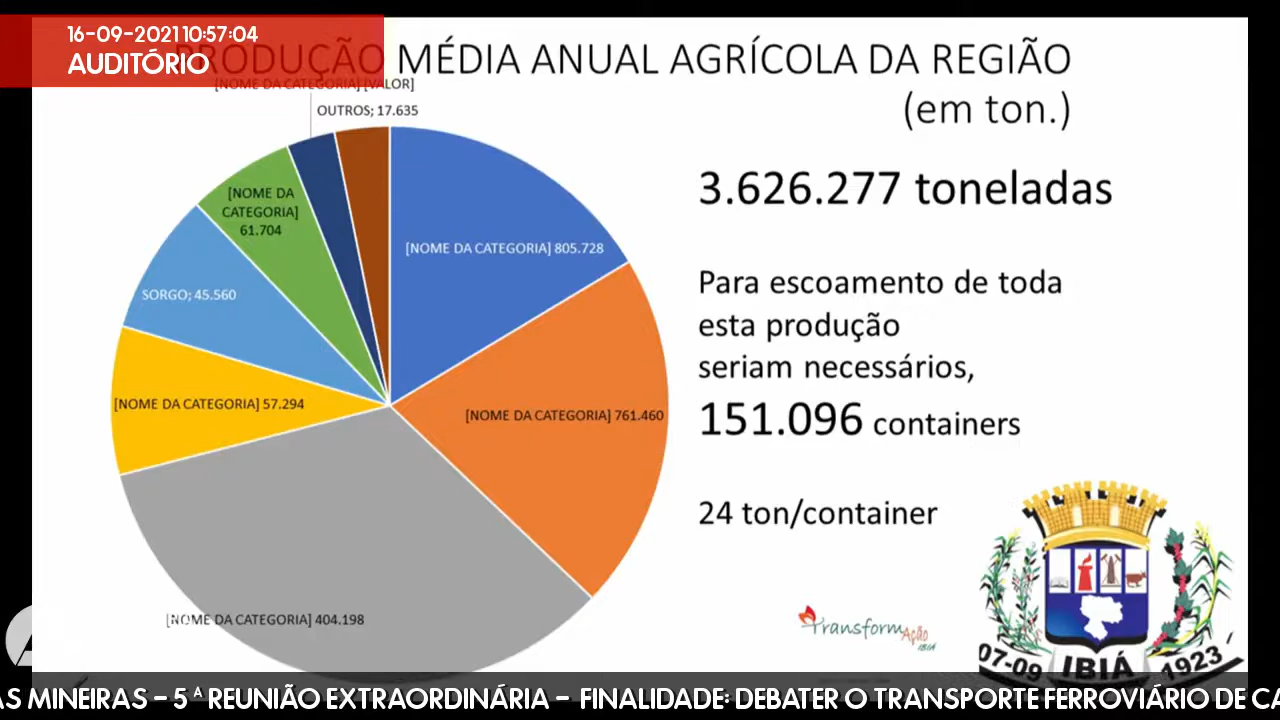 16-09-2021 10:57:04
AUDITÓRIO
PRODUÇÃO MÉDIA ANUAL AGRÍCOLA DA REGIÃO
(em ton.)
[NOME DA CATEGORIA] [VALOR]
OUTROS; 17.635
[NOME DA
CATEGORIA]
61.704
[NOME DA CATEGORIA] 805.728
SORGO; 45.560
[NOME DA CATEGORIA] 57.294
[NOME DA CATEGORIA] 761.460
[NOME DA CATEGORIA] 404.198
3.626.277 toneladas
Para escoamento de toda
esta produção
seriam necessários,
151.096 containers
24 ton/container
Transform
Ação
IBIÁ
07-09 IBIÁ 1923
AS MINEIRAS - 5ª REUNIÃO EXTRAORDINÁRIA - FINALIDADE: DEBATER O TRANSPORTE FERROVIÁRIO DE CA